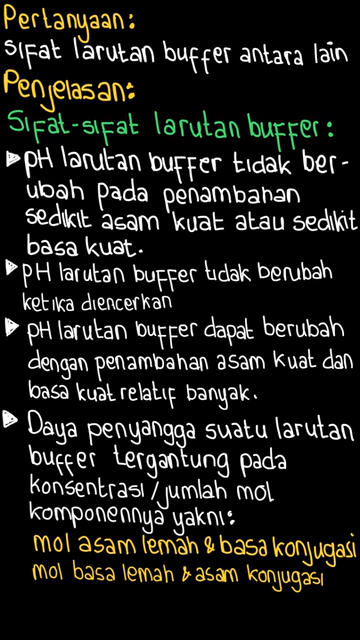 Pertanyaan:
Sifat larutan buffer antara lain
Penjelasan:
Sifat-sifat larutan buffer:
pH larutan buffer tidak ber-
ubah pada penambahan
sedikit asam kuat atau sedikit
basa kuat.
pH larutan buffer tidak berubah
ketika diencerkan
pH larutan buffer dapat berubah
dengan penambahan asam kuat dan
basa kuat relatif banyak.
Daya penyangga suatu larutan
buffer tergantung pada
konsentrasi/jumlah mol
komponennya yakni:
mol asam lemah & basa konjugasi
mol basa lemah & asam konjugasi